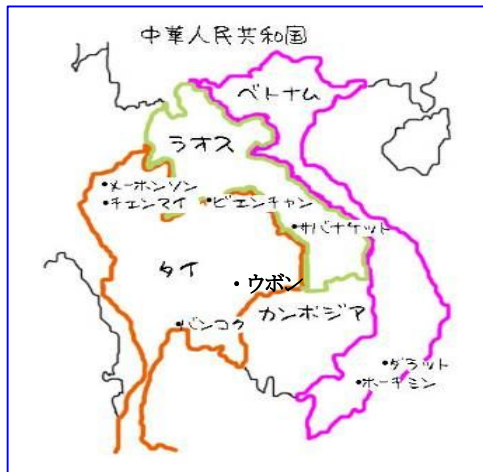 中華人民共和国
ベトナム
ラオス
・メーホンソン
・チェンマイ
・ビエンチャン
・サバナケット
タイ
・ウボン
カンボジア
・バンコク
・ダラット
・ホーチミン